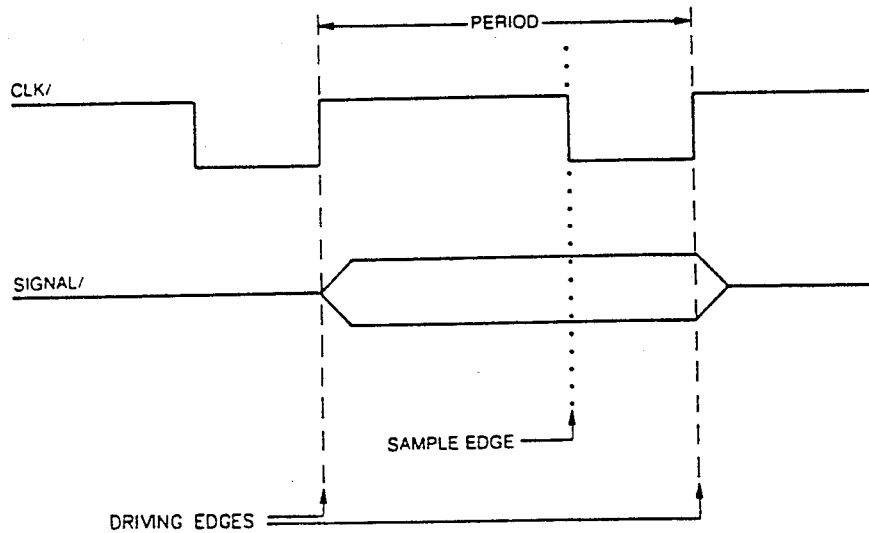 PERIOD
CLK/
SIGNAL/
SAMPLE EDGE
DRIVING EDGES